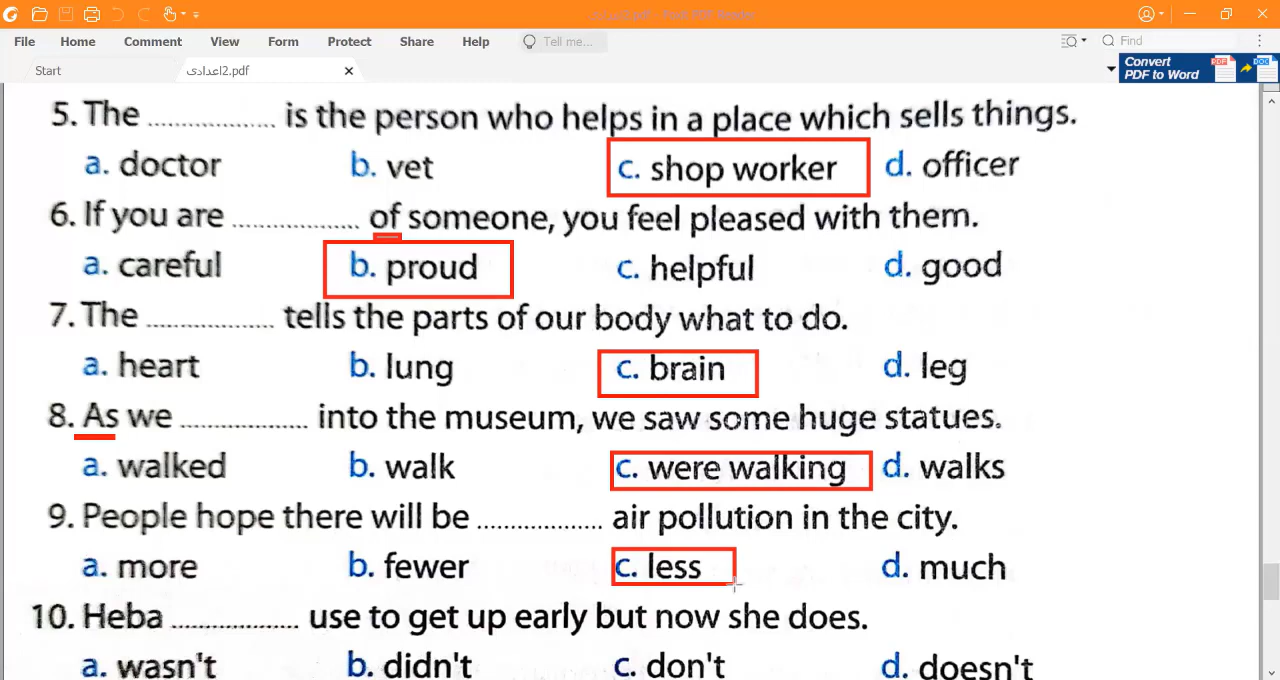 File Home Comment View Form Protect Share Help Tell me... Find
Start 2اعدادى.pdf Convert PDF to Word PDF DOC
5. The .................. is the person who helps in a place which sells things.
a. doctor b. vet c. shop worker d. officer
6. If you are .................. of someone, you feel pleased with them.
a. careful b. proud c. helpful d. good
7. The .................. tells the parts of our body what to do.
a. heart b. lung c. brain d. leg
8. As we .................. into the museum, we saw some huge statues.
a. walked b. walk c. were walking d. walks
9. People hope there will be .................. air pollution in the city.
a. more b. fewer c. less d. much
10. Heba .................. use to get up early but now she does.
a. wasn't b. didn't c. don't d. doesn't